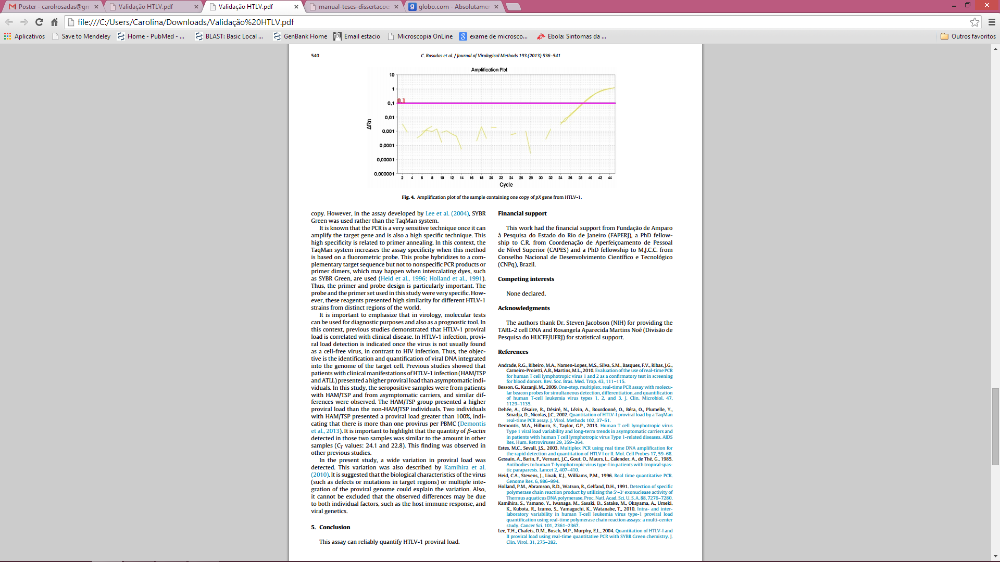 Poster - carolrosadas@gm
Validação HTLV.pdf
Validação HTLV.pdf
manual-teses-dissertacoe
globo.com - Absolutamen
file:///C:/Users/Carolina/Downloads/Validação%20HTLV.pdf
Aplicativos
Save to Mendeley
Home - PubMed - ...
BLAST: Basic Local ...
GenBank Home
Email estacio
Microscopia OnLine
exame de microsco...
Ebola: Sintomas da ...
Outros favoritos
540
C. Rosadas et al. / Journal of Virological Methods 193 (2013) 536–541
Amplification Plot
10
1
0,1
0,01
0,001
0,0001
0,00001
0,000001
0,1
ΔRn
2 4 6 8 10 12 14 16 18 20 22 24 26 28 30 32 34 36 38 40 42 44
Cycle
Fig. 4. Amplification plot of the sample containing one copy of pX gene from HTLV-1.
copy. However, in the assay developed by Lee et al. (2004), SYBR
Green was used rather than the TaqMan system.
It is known that the PCR is a very sensitive technique once it can
amplify the target gene and is also a high specific technique. This
high specificity is related to primer annealing. In this context, the
TaqMan system increases the assay specificity when this method
is based on a fluorometric probe. This probe hybridizes to a com-
plementary target sequence but not to nonspecific PCR products or
primer dimers, which may happen when intercalating dyes, such
as SYBR Green, are used (Heid et al., 1996; Holland et al., 1991).
Thus, the primer and probe design is particularly important. The
probe and the primer set used in this study were very specific. How-
ever, these reagents presented high similarity for different HTLV-1
strains from distinct regions of the world.
It is important to emphasize that in virology, molecular tests
can be used for diagnostic purposes and also as a prognostic tool. In
this context, previous studies demonstrated that HTLV-1 proviral
load is correlated with clinical disease. In HTLV-1 infection, provi-
ral load detection is indicated once the virus is not usually found
as a cell-free virus, in contrast to HIV infection. Thus, the objec-
tive is the identification and quantification of viral DNA integrated
into the genome of the target cell. Previous studies showed that
patients with clinical manifestations of HTLV-1 infection (HAM/TSP
and ATLL) presented a higher proviral load than asymptomatic indi-
viduals. In this study, the seropositive samples were from patients
with HAM/TSP and from asymptomatic carriers, and similar dif-
ferences were observed. The HAM/TSP group presented a higher
proviral load than the non-HAM/TSP individuals. Two individuals
with HAM/TSP presented a proviral load greater than 100%, indi-
cating that there is more than one provirus per PBMC (Demontis
et al., 2013). It is important to highlight that the quantity of β-actin
detected in those two samples was similar to the amount in other
samples (CT values: 24.1 and 22.8). This finding was observed in
other previous studies.
In the present study, a wide variation in proviral load was
detected. This variation was also described by Kamihira et al.
(2010). It is suggested that the biological characteristics of the virus
(such as defects or mutations in target regions) or multiple inte-
gration of the proviral genome could explain the variation. Also,
it cannot be excluded that the observed differences may be due
to both individual factors, such as the host immune response, and
viral genetics.
5. Conclusion
This assay can reliably quantify HTLV-1 proviral load.
Financial support
This work had the financial support from Fundação de Amparo
à Pesquisa do Estado do Rio de Janeiro (FAPERJ), a PhD fellow-
ship to C.R. from Coordenação de Aperfeiçoamento de Pessoal
de Nível Superior (CAPES) and a PhD fellowship to M.J.C.C. from
Conselho Nacional de Desenvolvimento Científico e Tecnológico
(CNPq), Brazil.
Competing interests
None declared.
Acknowledgments
The authors thank Dr. Steven Jacobson (NIH) for providing the
TARL-2 cell DNA and Rosangela Aparecida Martins Noé (Divisão de
Pesquisa do HUCFF/UFRJ) for statistical support.
References
Andrade, R.G., Ribeiro, M.A., Namen-Lopes, M.S., Silva, S.M., Basques, F.V., Ribas, J.G.,
Carneiro-Proietti, A.B., Martins, M.L., 2010. Evaluation of the use of real-time PCR
for human T cell lymphotropic virus 1 and 2 as a confirmatory test in screening
for blood donors. Rev. Soc. Bras. Med. Trop. 43, 111–115.
Besson, G., Kazanji, M., 2009. One-step, multiplex, real-time PCR assay with molecu-
lar beacon probes for simultaneous detection, differentiation, and quantification
of human T-cell leukemia virus types 1, 2, and 3. J. Clin. Microbiol. 47,
1129–1135.
Dehée, A., Césaire, R., Désiré, N., Lézin, A., Bourdonné, O., Béra, O., Plumelle, Y.,
Smadja, D., Nicolas, J.C., 2002. Quantitation of HTLV-I proviral load by a TaqMan
real-time PCR assay. J. Virol. Methods 102, 37–51.
Demontis, M.A., Hilburn, S., Taylor, G.P., 2013. Human T cell lymphotropic virus
Type 1 viral load variability and long-term trends in asymptomatic carriers and
in patients with human T cell lymphotropic virus Type 1-related diseases. AIDS
Res. Hum. Retroviruses 29, 359–364.
Estes, M.C., Sevall, J.S., 2003. Multiplex PCR using real time DNA amplification for
the rapid detection and quantitation of HTLV I or II. Mol. Cell Probes 17, 59–68.
Gessain, A., Barin, F., Vernant, J.C., Gout, O., Maurs, L., Calender, A., de Thé, G., 1985.
Antibodies to human T-lymphotropic virus type-I in patients with tropical spas-
tic paraparesis. Lancet 2, 407–410.
Heid, C.A., Stevens, J., Livak, K.J., Williams, P.M., 1996. Real time quantitative PCR.
Genome Res. 6, 986–994.
Holland, P.M., Abramson, R.D., Watson, R., Gelfand, D.H., 1991. Detection of specific
polymerase chain reaction product by utilizing the 5′–3′ exonuclease activity of
Thermus aquaticus DNA polymerase. Proc. Natl. Acad. Sci. U. S. A. 88, 7276–7280.
Kamihira, S., Yamano, Y., Iwanaga, M., Sasaki, D., Satake, M., Okayama, A., Umeki,
K., Kubota, R., Izumo, S., Yamaguchi, K., Watanabe, T., 2010. Intra- and inter-
laboratory variability in human T-cell leukemia virus type-1 proviral load
quantification using real-time polymerase chain reaction assays: a multi-center
study. Cancer Sci. 101, 2361–2367.
Lee, T.H., Chafets, D.M., Busch, M.P., Murphy, E.L., 2004. Quantitation of HTLV-I and
II proviral load using real-time quantitative PCR with SYBR Green chemistry. J.
Clin. Virol. 31, 275–282.